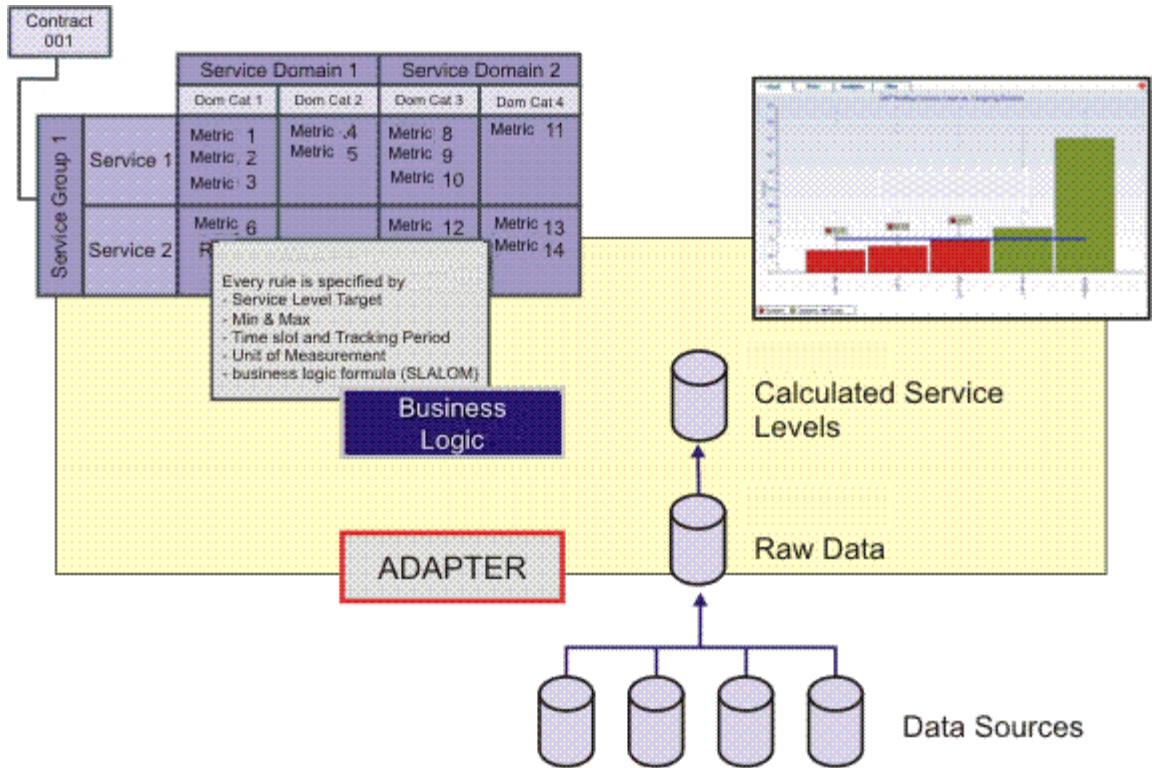 Contract
001
Service Domain 1
Service Domain 2
Dom Cat 1
Dom Cat 2
Dom Cat 3
Dom Cat 4
Service Group 1
Service 1
Metric 1
Metric 2
Metric 3
Metric 4
Metric 5
Metric 8
Metric 9
Metric 10
Metric 11
Service 2
Metric 6
R
Metric 12
Metric 13
Metric 14
Every rule is specified by
- Service Level Target
- Min & Max
- Time slot and Tracking Period
- Unit of Measurement
- business logic formula (SLALOM)
Business
Logic
Calculated Service
Levels
ADAPTER
Raw Data
Data Sources